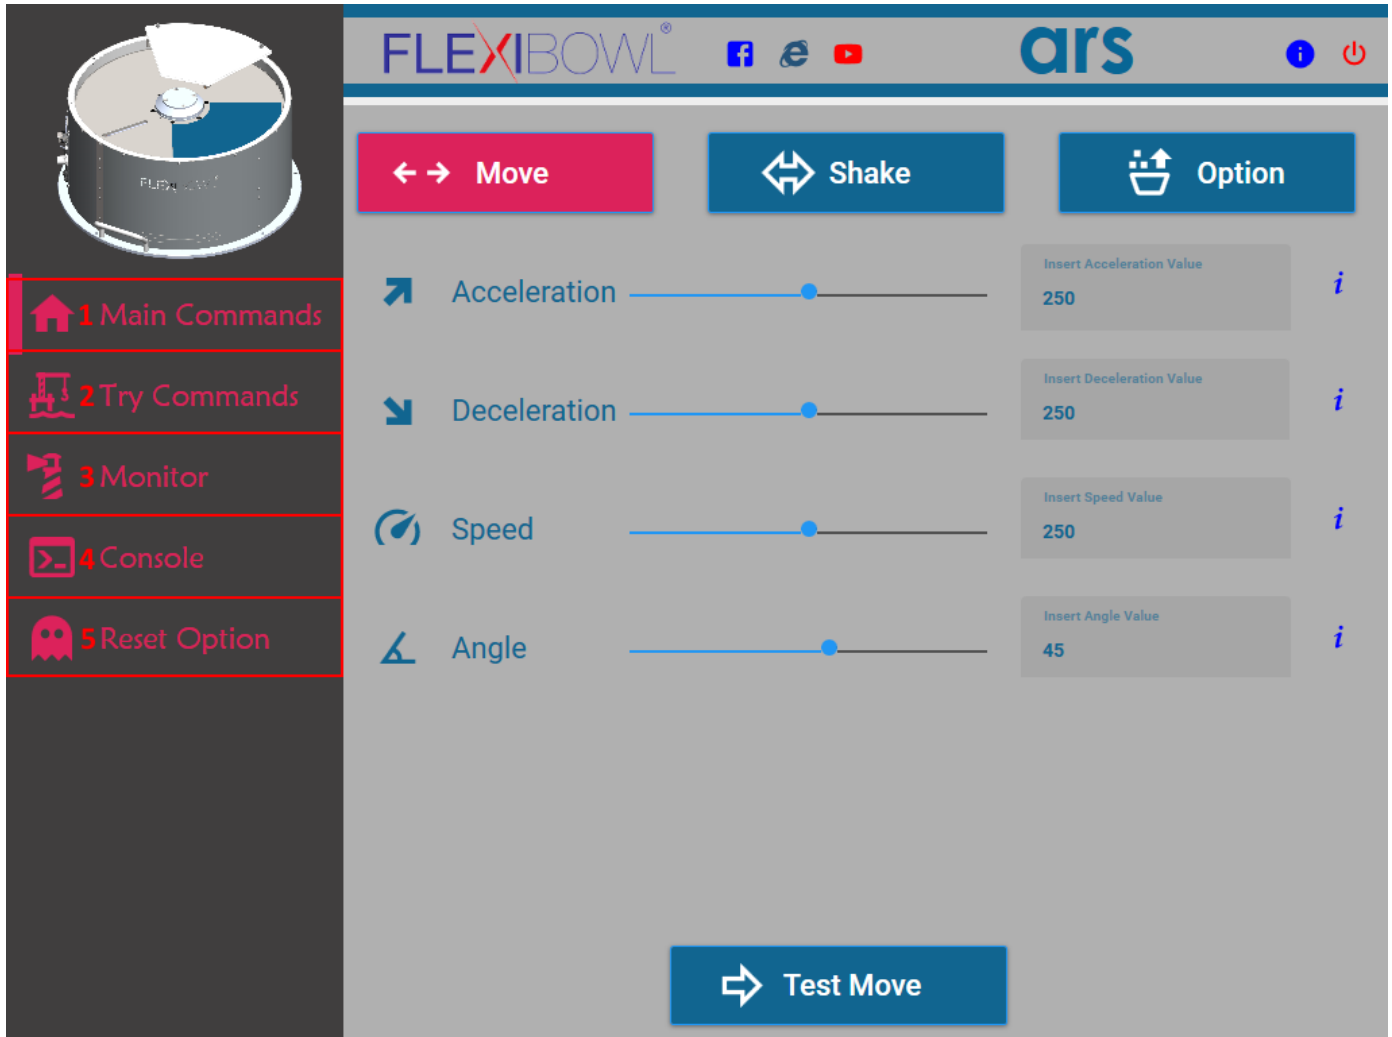 FLEXIBOWL®
ars
Move
Shake
Option
1 Main Commands
2 Try Commands
3 Monitor
4 Console
5 Reset Option
Acceleration
Insert Acceleration Value
250
i
Deceleration
Insert Deceleration Value
250
i
Speed
Insert Speed Value
250
i
Angle
Insert Angle Value
45
i
Test Move